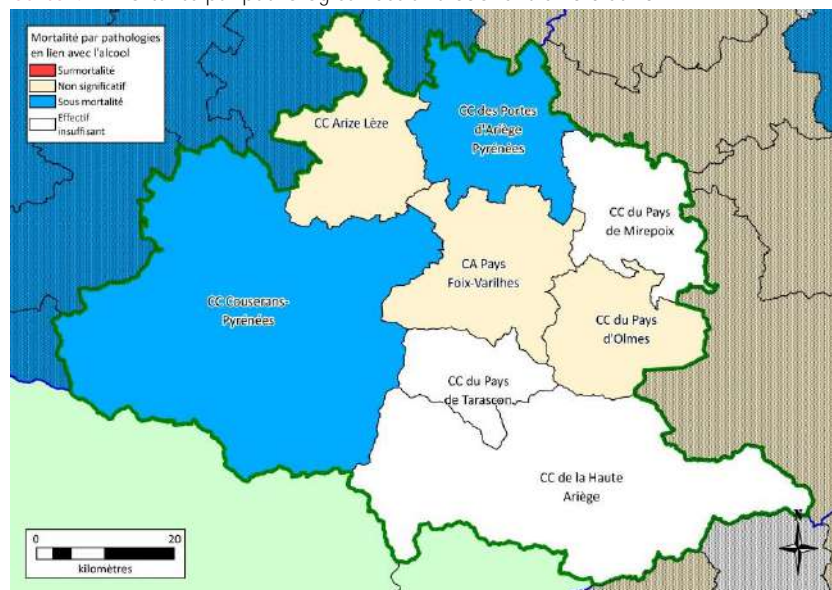 Mortalité par pathologies
en lien avec l'alcool
Surmortalité
Non significatif
Sous mortalité
Effectif
insuffisant
CC Arize Lèze
CC des Portes
d'Ariège
Pyrénées
CC du Pays
de Mirepoix
CA Pays
Foix-Varilhes
CC Couserans-
Pyrénées
CC du Pays
d'Olmes
CC du Pays
de Tarascon
CC de la Haute
Ariège
0 20
kilomètres
N